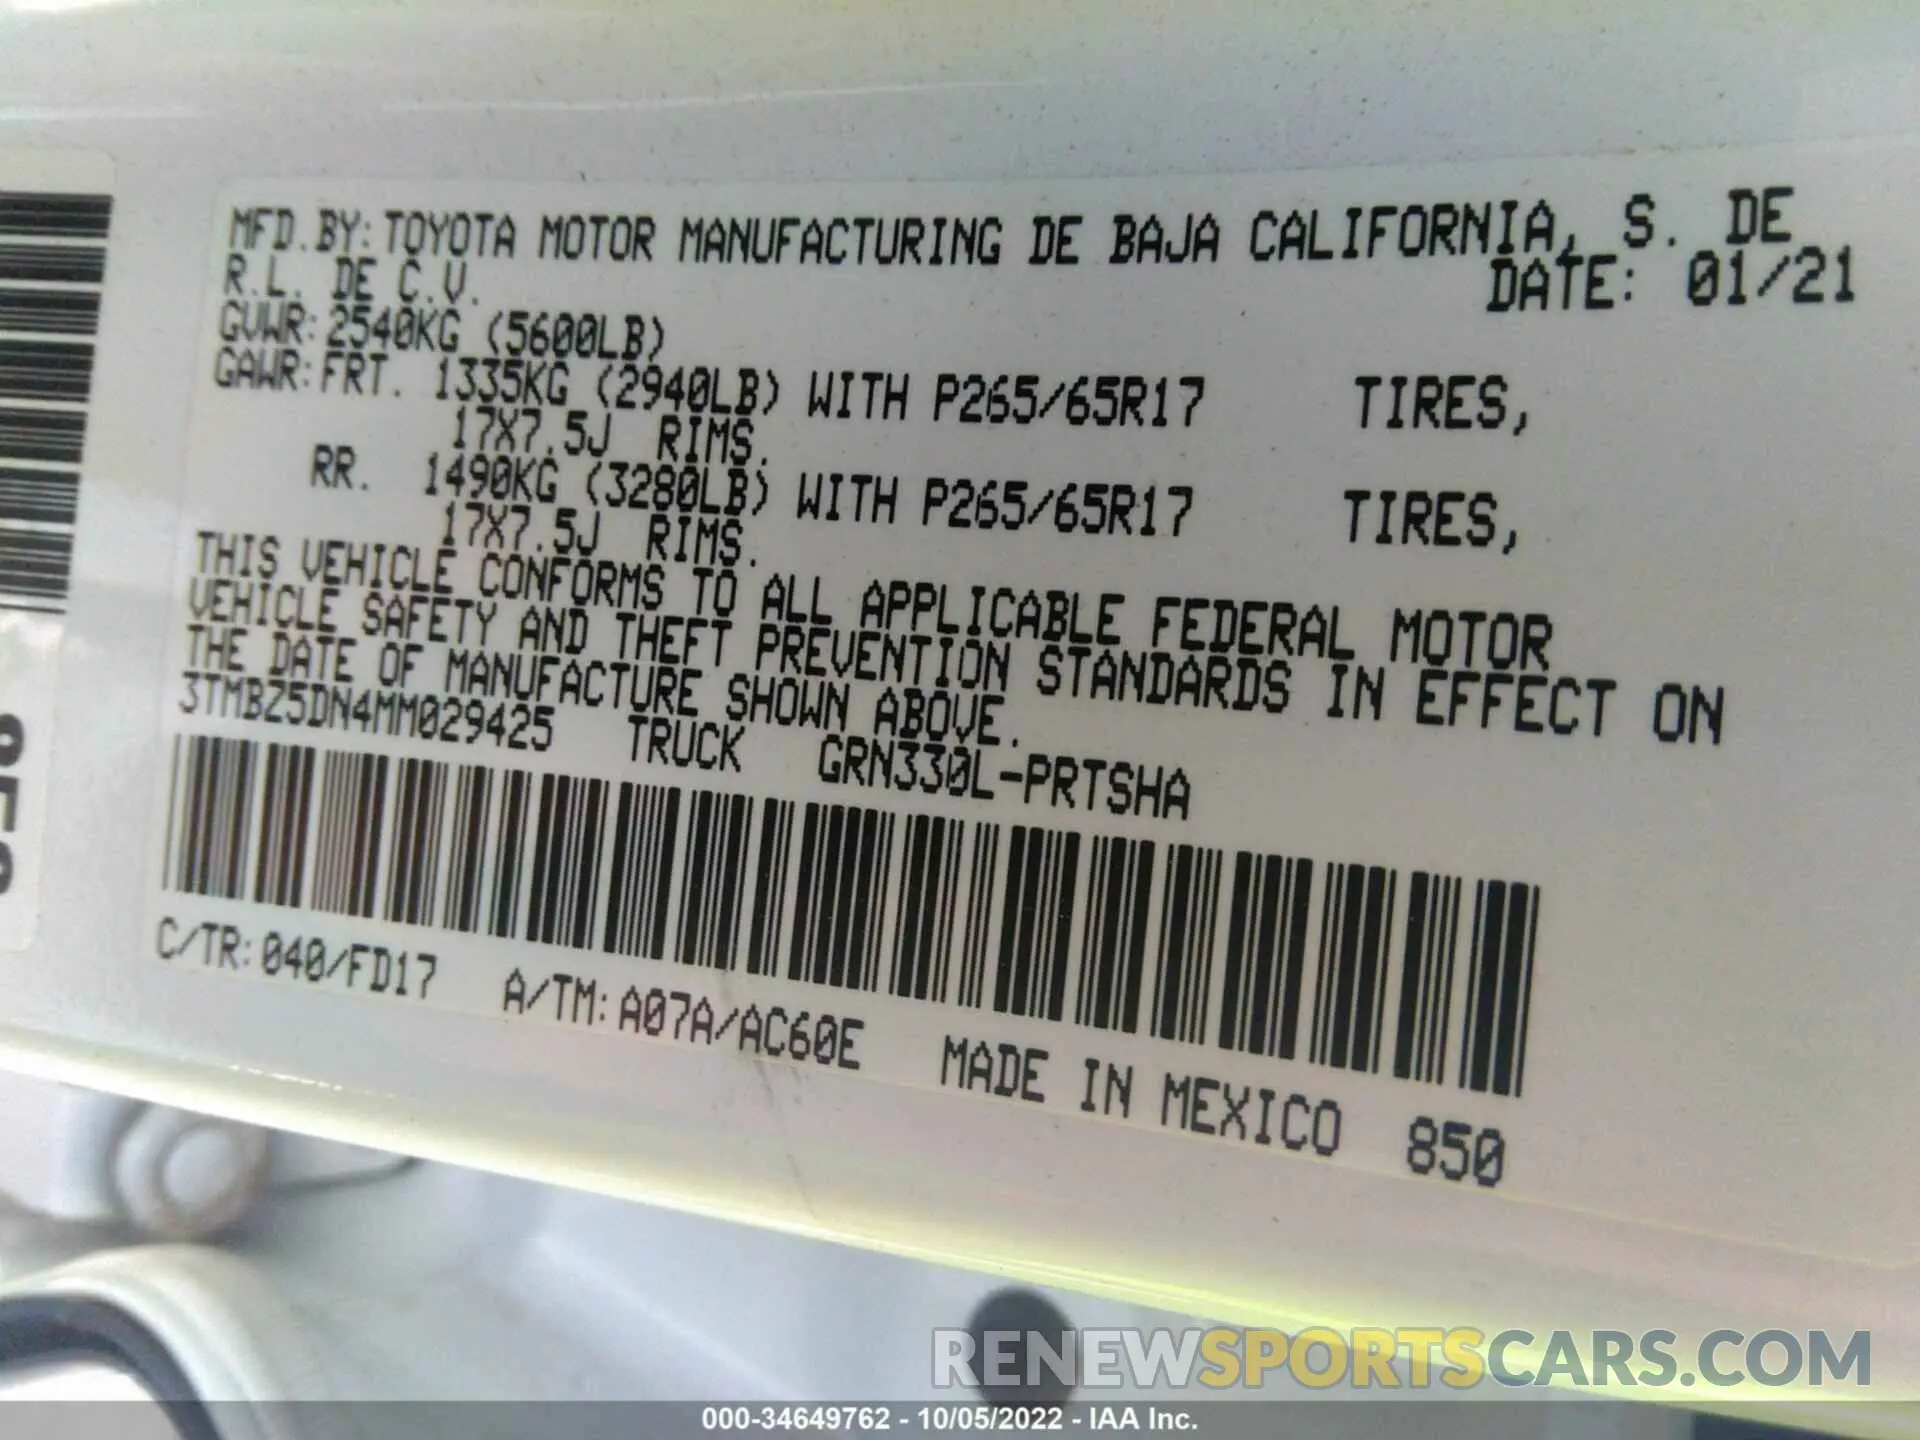 MFD.BY:TOYOTA MOTOR MANUFACTURING DE BAJA CALIFORNIA, S. DE
R.L. DE C.V. DATE: 01/21
GVWR:2540KG (5600LB)
GAWR:FRT. 1335KG (2940LB) WITH P265/65R17 TIRES,
17X7.5J RIMS.
RR. 1490KG (3280LB) WITH P265/65R17 TIRES,
17X7.5J RIMS.
THIS VEHICLE CONFORMS TO ALL APPLICABLE FEDERAL MOTOR
VEHICLE SAFETY AND THEFT PREVENTION STANDARDS IN EFFECT ON
THE DATE OF MANUFACTURE SHOWN ABOVE.
3TMBZ5DN4MM029425 TRUCK GRN330L-PRTSHA
C/TR:040/FD17 A/TM:A07A/AC60E MADE IN MEXICO 850
RENEWSPORTSCARS.COM
000-34649762 - 10/05/2022 - IAA Inc.